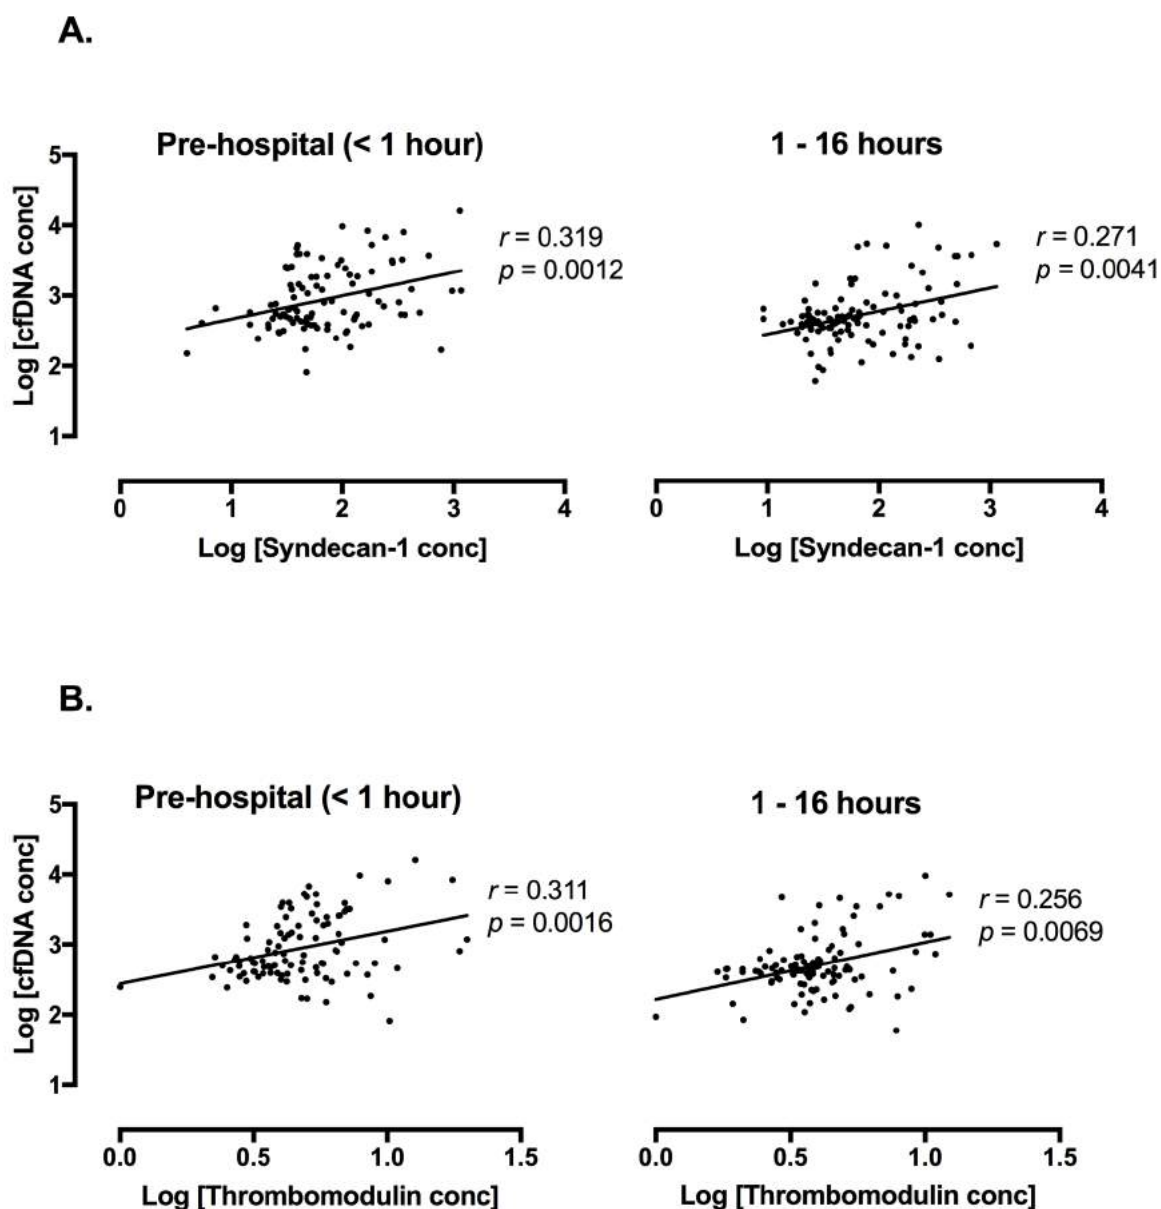 A.
Pre-hospital (< 1 hour)
1 - 16 hours
5
4
3
2
1
Log [cfDNA conc]
r = 0.319
p = 0.0012
r = 0.271
p = 0.0041
0 1 2 3 4
0 1 2 3 4
Log [Syndecan-1 conc]
Log [Syndecan-1 conc]
B.
Pre-hospital (< 1 hour)
1 - 16 hours
5
4
3
2
1
Log [cfDNA conc]
r = 0.311
p = 0.0016
r = 0.256
p = 0.0069
0.0 0.5 1.0 1.5
0.0 0.5 1.0 1.5
Log [Thrombomodulin conc]
Log [Thrombomodulin conc]